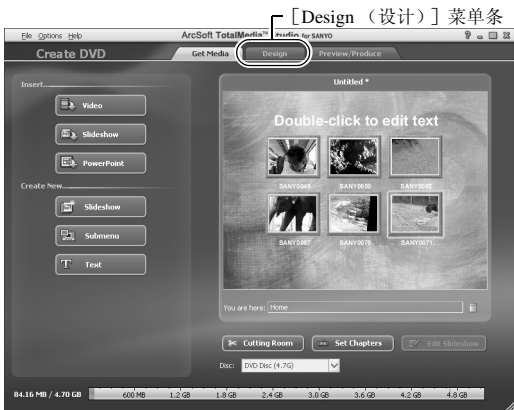 [Design (设计)] 菜单条
File Options Help
ArcSoft TotalMedia™ Studio for SANYO
Create DVD
Get Media
Design
Preview/Produce
Insert...
Untitled *
Video
Slideshow
PowerPoint
Double-click to edit text
SANY0048 SANY0059 SANY0062
Create New...
Slideshow
Submenu
Text
SANY0067 SANY0070 SANY0071
You are here: Home
Cutting Room
Set Chapters
Edit Slideshow
Disc: DVD Disc (4.7G)
84.16 MB / 4.70 GB
600 MB 1.2 GB 1.8 GB 2.4 GB 3.0 GB 3.6 GB 4.2 GB 4.8 GB